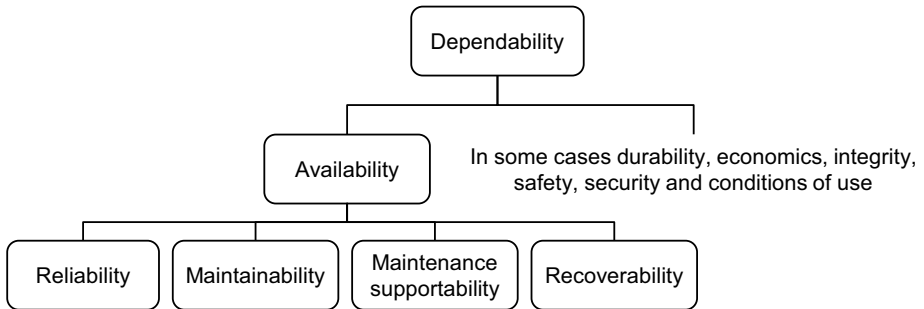 Dependability
Availability
In some cases durability, economics, integrity,
safety, security and conditions of use
Reliability
Maintainability
Maintenance
supportability
Recoverability